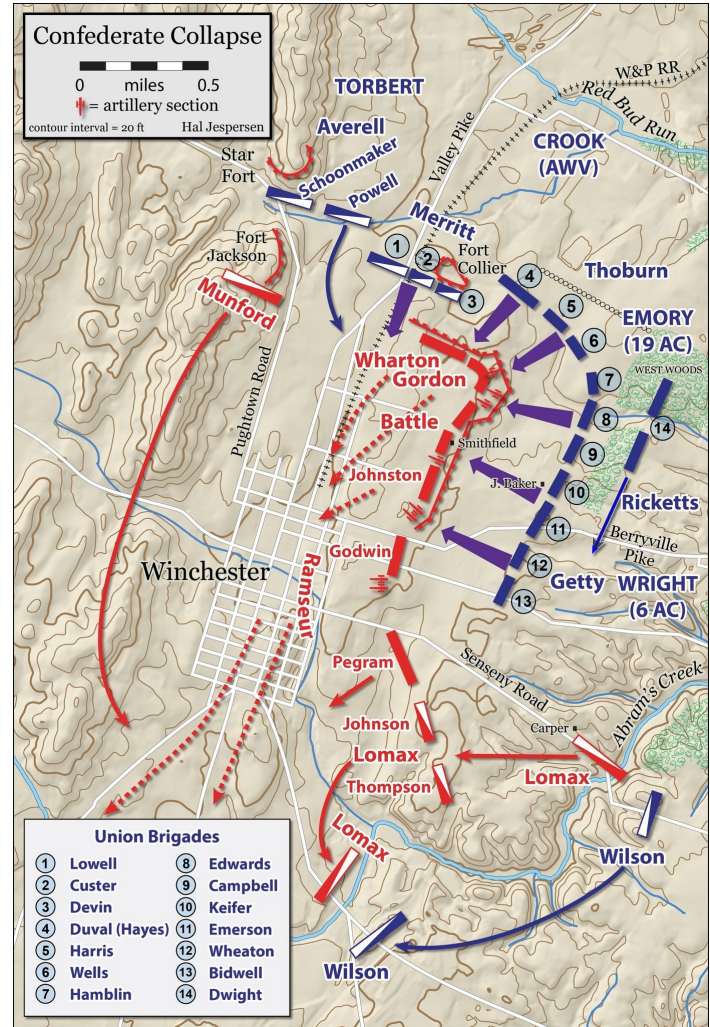 Confederate Collapse
0 miles 0.5
= artillery section
contour interval = 20 ft Hal Jespersen
TORBERT
Averell
Schoonmaker
Powell
Star
Fort
Valley Pike
W&P RR
Red Bud Run
CROOK
(AWV)
Merritt
Fort
Jackson
Munford
1
2
Fort
Collier
3
4
Thoburn
5
EMORY
(19 AC)
6
WEST WOODS
7
Wharton
Gordon
Pughtown Road
Battle
8
14
Smithfield
9
Johnston
J. Baker
10
Ricketts
11
Berryville
Pike
Godwin
12
Winchester
Ramseur
Getty
WRIGHT
(6 AC)
13
Pegram
Senseny Road
Abram's Creek
Johnson
Carper
Lomax
Lomax
Thompson
Lomax
Wilson
Wilson
Union Brigades
1 Lowell 8 Edwards
2 Custer 9 Campbell
3 Devin 10 Keifer
4 Duval (Hayes) 11 Emerson
5 Harris 12 Wheaton
6 Wells 13 Bidwell
7 Hamblin 14 Dwight